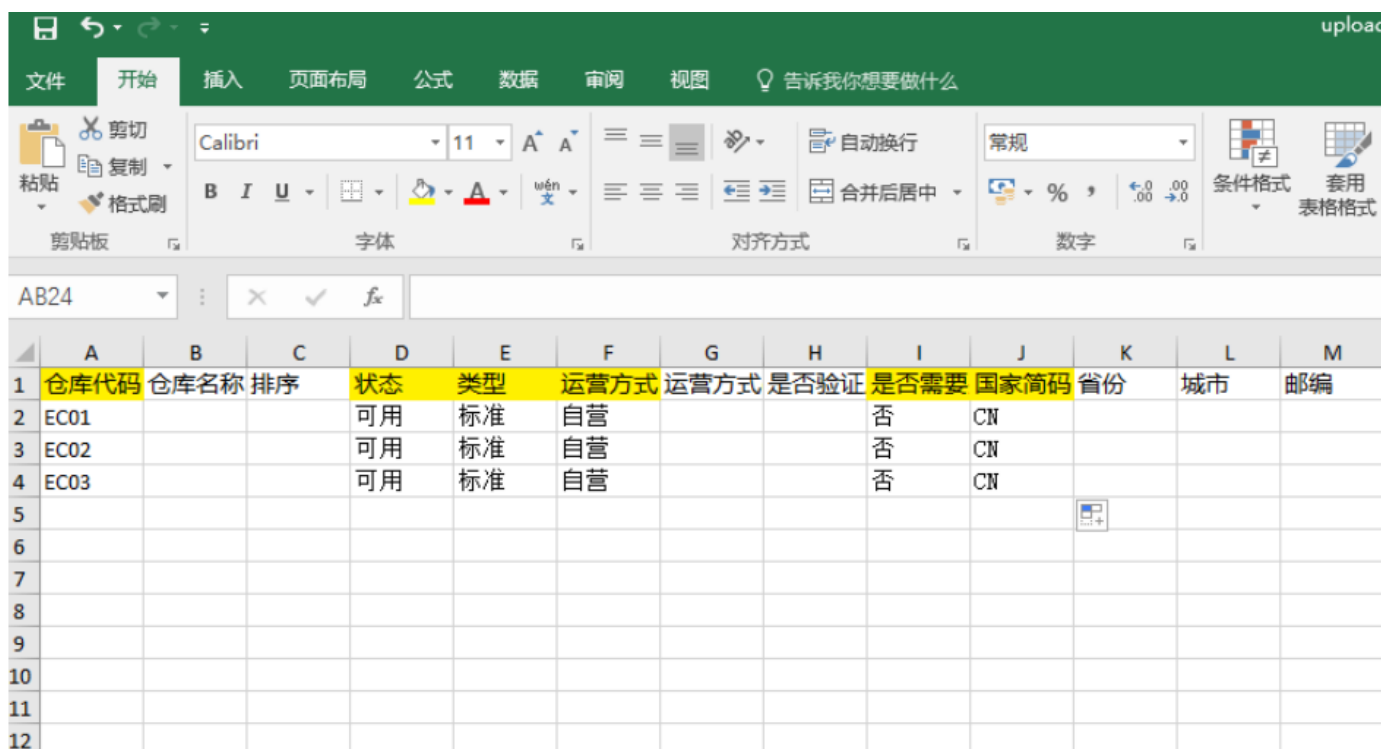 upload
文件 开始 插入 页面布局 公式 数据 审阅 视图 告诉我你想要做什么
剪切
复制
格式刷
粘贴
剪贴板
Calibri 11 A A
B I U A wén 文
字体
自动换行
合并后居中
对齐方式
常规
% , .0 .00 .00 .0
数字
条件格式
套用
表格格式
AB24 fx
A B C D E F G H I J K L M
1 仓库代码 仓库名称 排序 状态 类型 运营方式 运营方式 是否验证 是否需要 国家简码 省份 城市 邮编
2 EC01 可用 标准 自营 否 CN
3 EC02 可用 标准 自营 否 CN
4 EC03 可用 标准 自营 否 CN
5
6
7
8
9
10
11
12